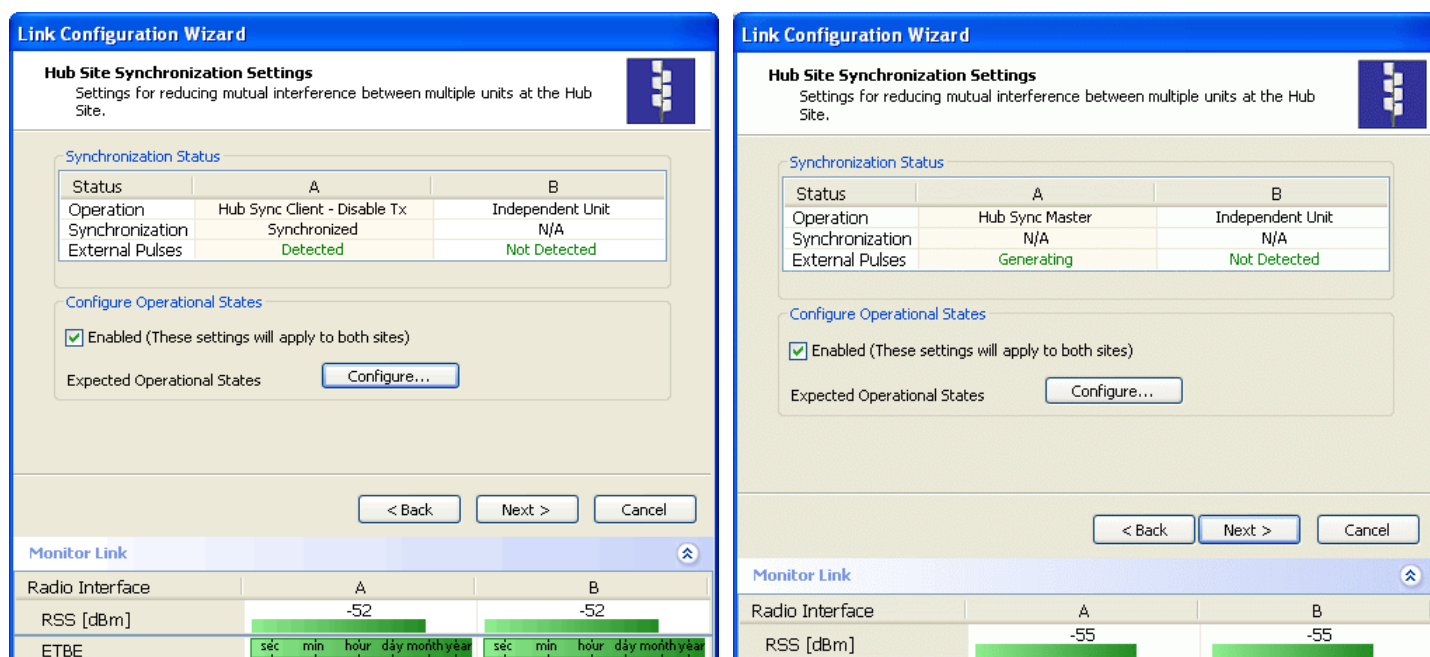 Link Configuration Wizard
Hub Site Synchronization Settings
Settings for reducing mutual interference between multiple units at the Hub
Site.
Synchronization Status
Status A B
Operation Hub Sync Client - Disable Tx Independent Unit
Synchronization Synchronized N/A
External Pulses Detected Not Detected
Configure Operational States
Enabled (These settings will apply to both sites)
Expected Operational States Configure...
< Back Next > Cancel
Monitor Link
Radio Interface A B
RSS [dBm] -52 -52
ETBE sec min hour day month year sec min hour day month year
Link Configuration Wizard
Hub Site Synchronization Settings
Settings for reducing mutual interference between multiple units at the Hub
Site.
Synchronization Status
Status A B
Operation Hub Sync Master Independent Unit
Synchronization N/A N/A
External Pulses Generating Not Detected
Configure Operational States
Enabled (These settings will apply to both sites)
Expected Operational States Configure...
< Back Next > Cancel
Monitor Link
Radio Interface A B
RSS [dBm] -55 -55